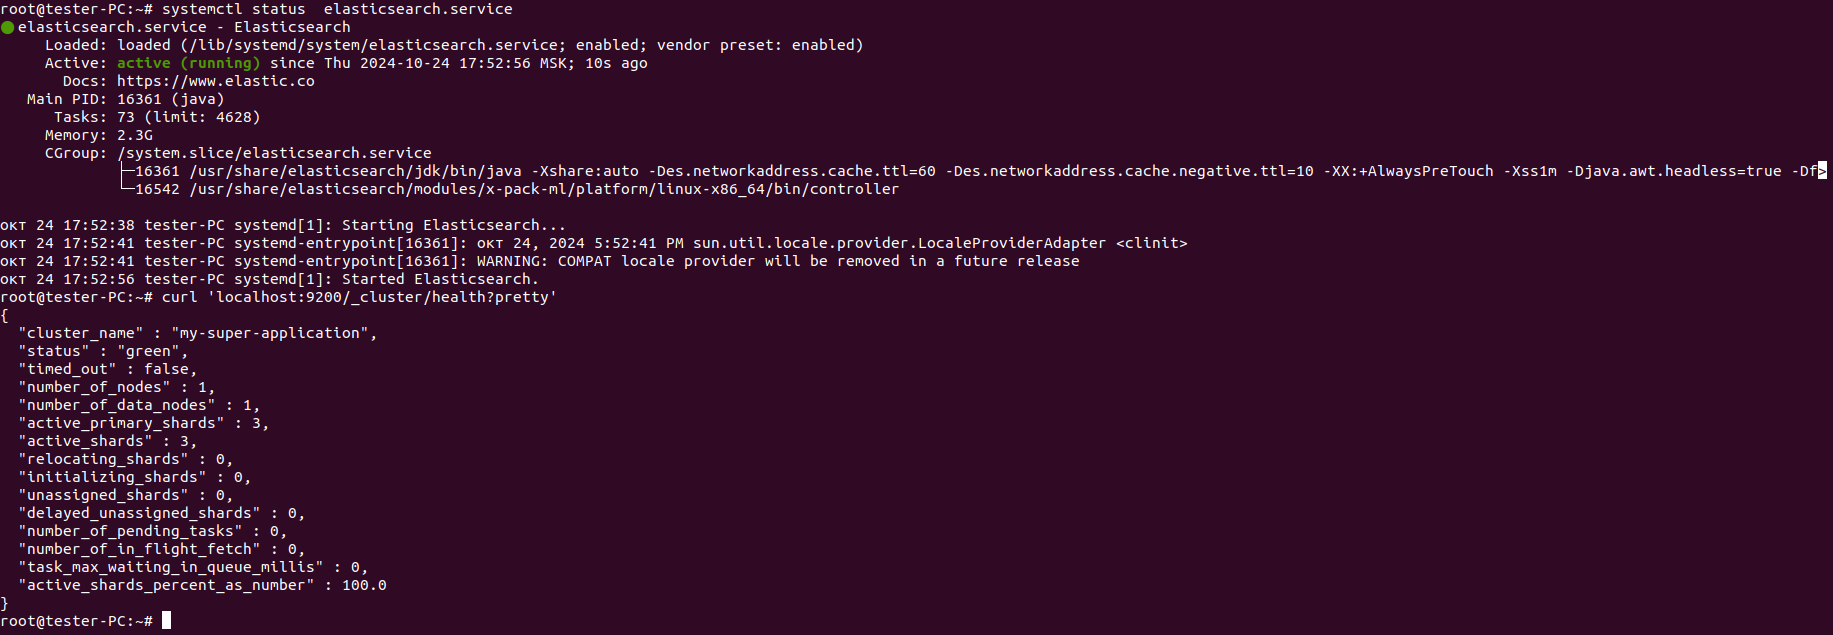 root@tester-PC:~# systemctl status  elasticsearch.service
● elasticsearch.service - Elasticsearch
     Loaded: loaded (/lib/systemd/system/elasticsearch.service; enabled; vendor preset: enabled)
     Active: active (running) since Thu 2024-10-24 17:52:56 MSK; 10s ago
       Docs: https://www.elastic.co
   Main PID: 16361 (java)
      Tasks: 73 (limit: 4628)
     Memory: 2.3G
     CGroup: /system.slice/elasticsearch.service
             ├─16361 /usr/share/elasticsearch/jdk/bin/java -Xshare:auto -Des.networkaddress.cache.ttl=60 -Des.networkaddress.cache.negative.ttl=10 -XX:+AlwaysPreTouch -Xss1m -Djava.awt.headless=true -Df>
             └─16542 /usr/share/elasticsearch/modules/x-pack-ml/platform/linux-x86_64/bin/controller

окт 24 17:52:38 tester-PC systemd[1]: Starting Elasticsearch...
окт 24 17:52:41 tester-PC systemd-entrypoint[16361]: окт 24, 2024 5:52:41 PM sun.util.locale.provider.LocaleProviderAdapter <clinit>
окт 24 17:52:41 tester-PC systemd-entrypoint[16361]: WARNING: COMPAT locale provider will be removed in a future release
окт 24 17:52:56 tester-PC systemd[1]: Started Elasticsearch.
root@tester-PC:~# curl 'localhost:9200/_cluster/health?pretty'
{
  "cluster_name" : "my-super-application",
  "status" : "green",
  "timed_out" : false,
  "number_of_nodes" : 1,
  "number_of_data_nodes" : 1,
  "active_primary_shards" : 3,
  "active_shards" : 3,
  "relocating_shards" : 0,
  "initializing_shards" : 0,
  "unassigned_shards" : 0,
  "delayed_unassigned_shards" : 0,
  "number_of_pending_tasks" : 0,
  "number_of_in_flight_fetch" : 0,
  "task_max_waiting_in_queue_millis" : 0,
  "active_shards_percent_as_number" : 100.0
}
root@tester-PC:~#